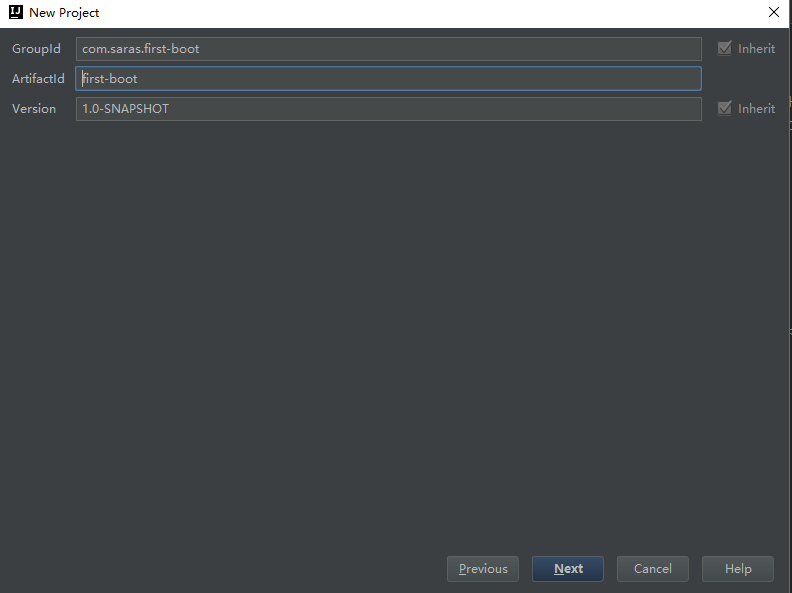 IJ New Project
GroupId com.saras.first-boot Inherit
ArtifactId first-boot
Version 1.0-SNAPSHOT Inherit
Previous Next Cancel Help